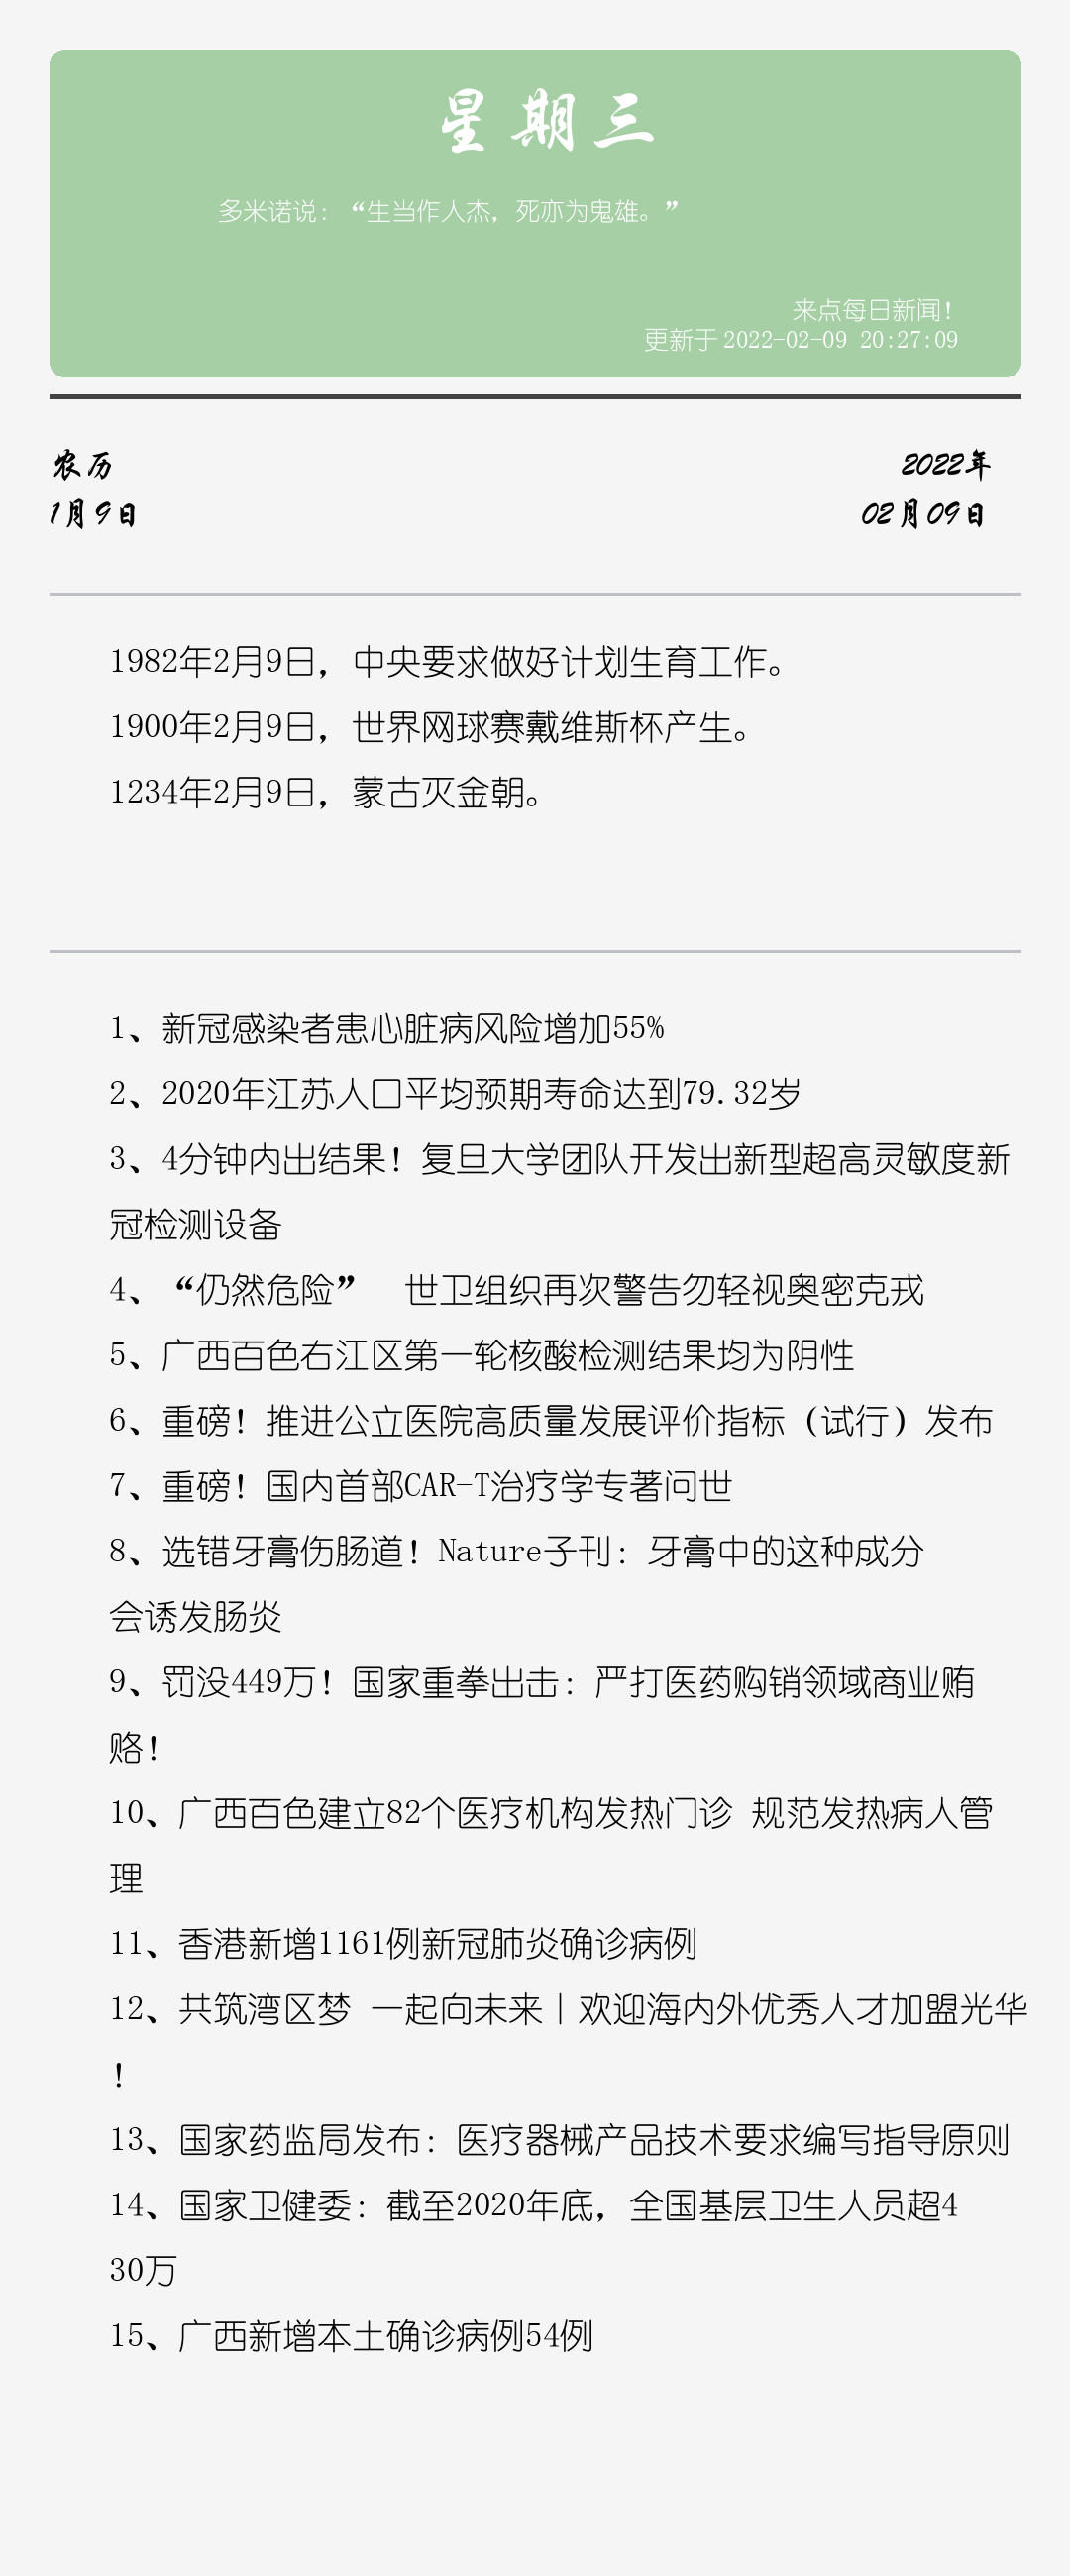 星期三
多米诺说：“生当作人杰，死亦为鬼雄。”
来点每日新闻！
更新于2022-02-09 20:27:09
农历
2022年
1月9日
02月09日
1982年2月9日，中央要求做好计划生育工作。
1900年2月9日，世界网球赛戴维斯杯产生。
1234年2月9日，蒙古灭金朝。
1、新冠感染者患心脏病风险增加55%
2、2020年江苏人口平均预期寿命达到79.32岁
3、4分钟内出结果！复旦大学团队开发出新型超高灵敏度新
冠检测设备
4、“仍然危险”　世卫组织再次警告勿轻视奥密克戎
5、广西百色右江区第一轮核酸检测结果均为阴性
6、重磅！推进公立医院高质量发展评价指标（试行）发布
7、重磅！国内首部CAR-T治疗学专著问世
8、选错牙膏伤肠道！Nature子刊：牙膏中的这种成分
会诱发肠炎
9、罚没449万！国家重拳出击：严打医药购销领域商业贿
赂！
10、广西百色建立82个医疗机构发热门诊 规范发热病人管
理
11、香港新增1161例新冠肺炎确诊病例
12、共筑湾区梦 一起向未来丨欢迎海内外优秀人才加盟光华
！
13、国家药监局发布：医疗器械产品技术要求编写指导原则
14、国家卫健委：截至2020年底，全国基层卫生人员超4
30万
15、广西新增本土确诊病例54例